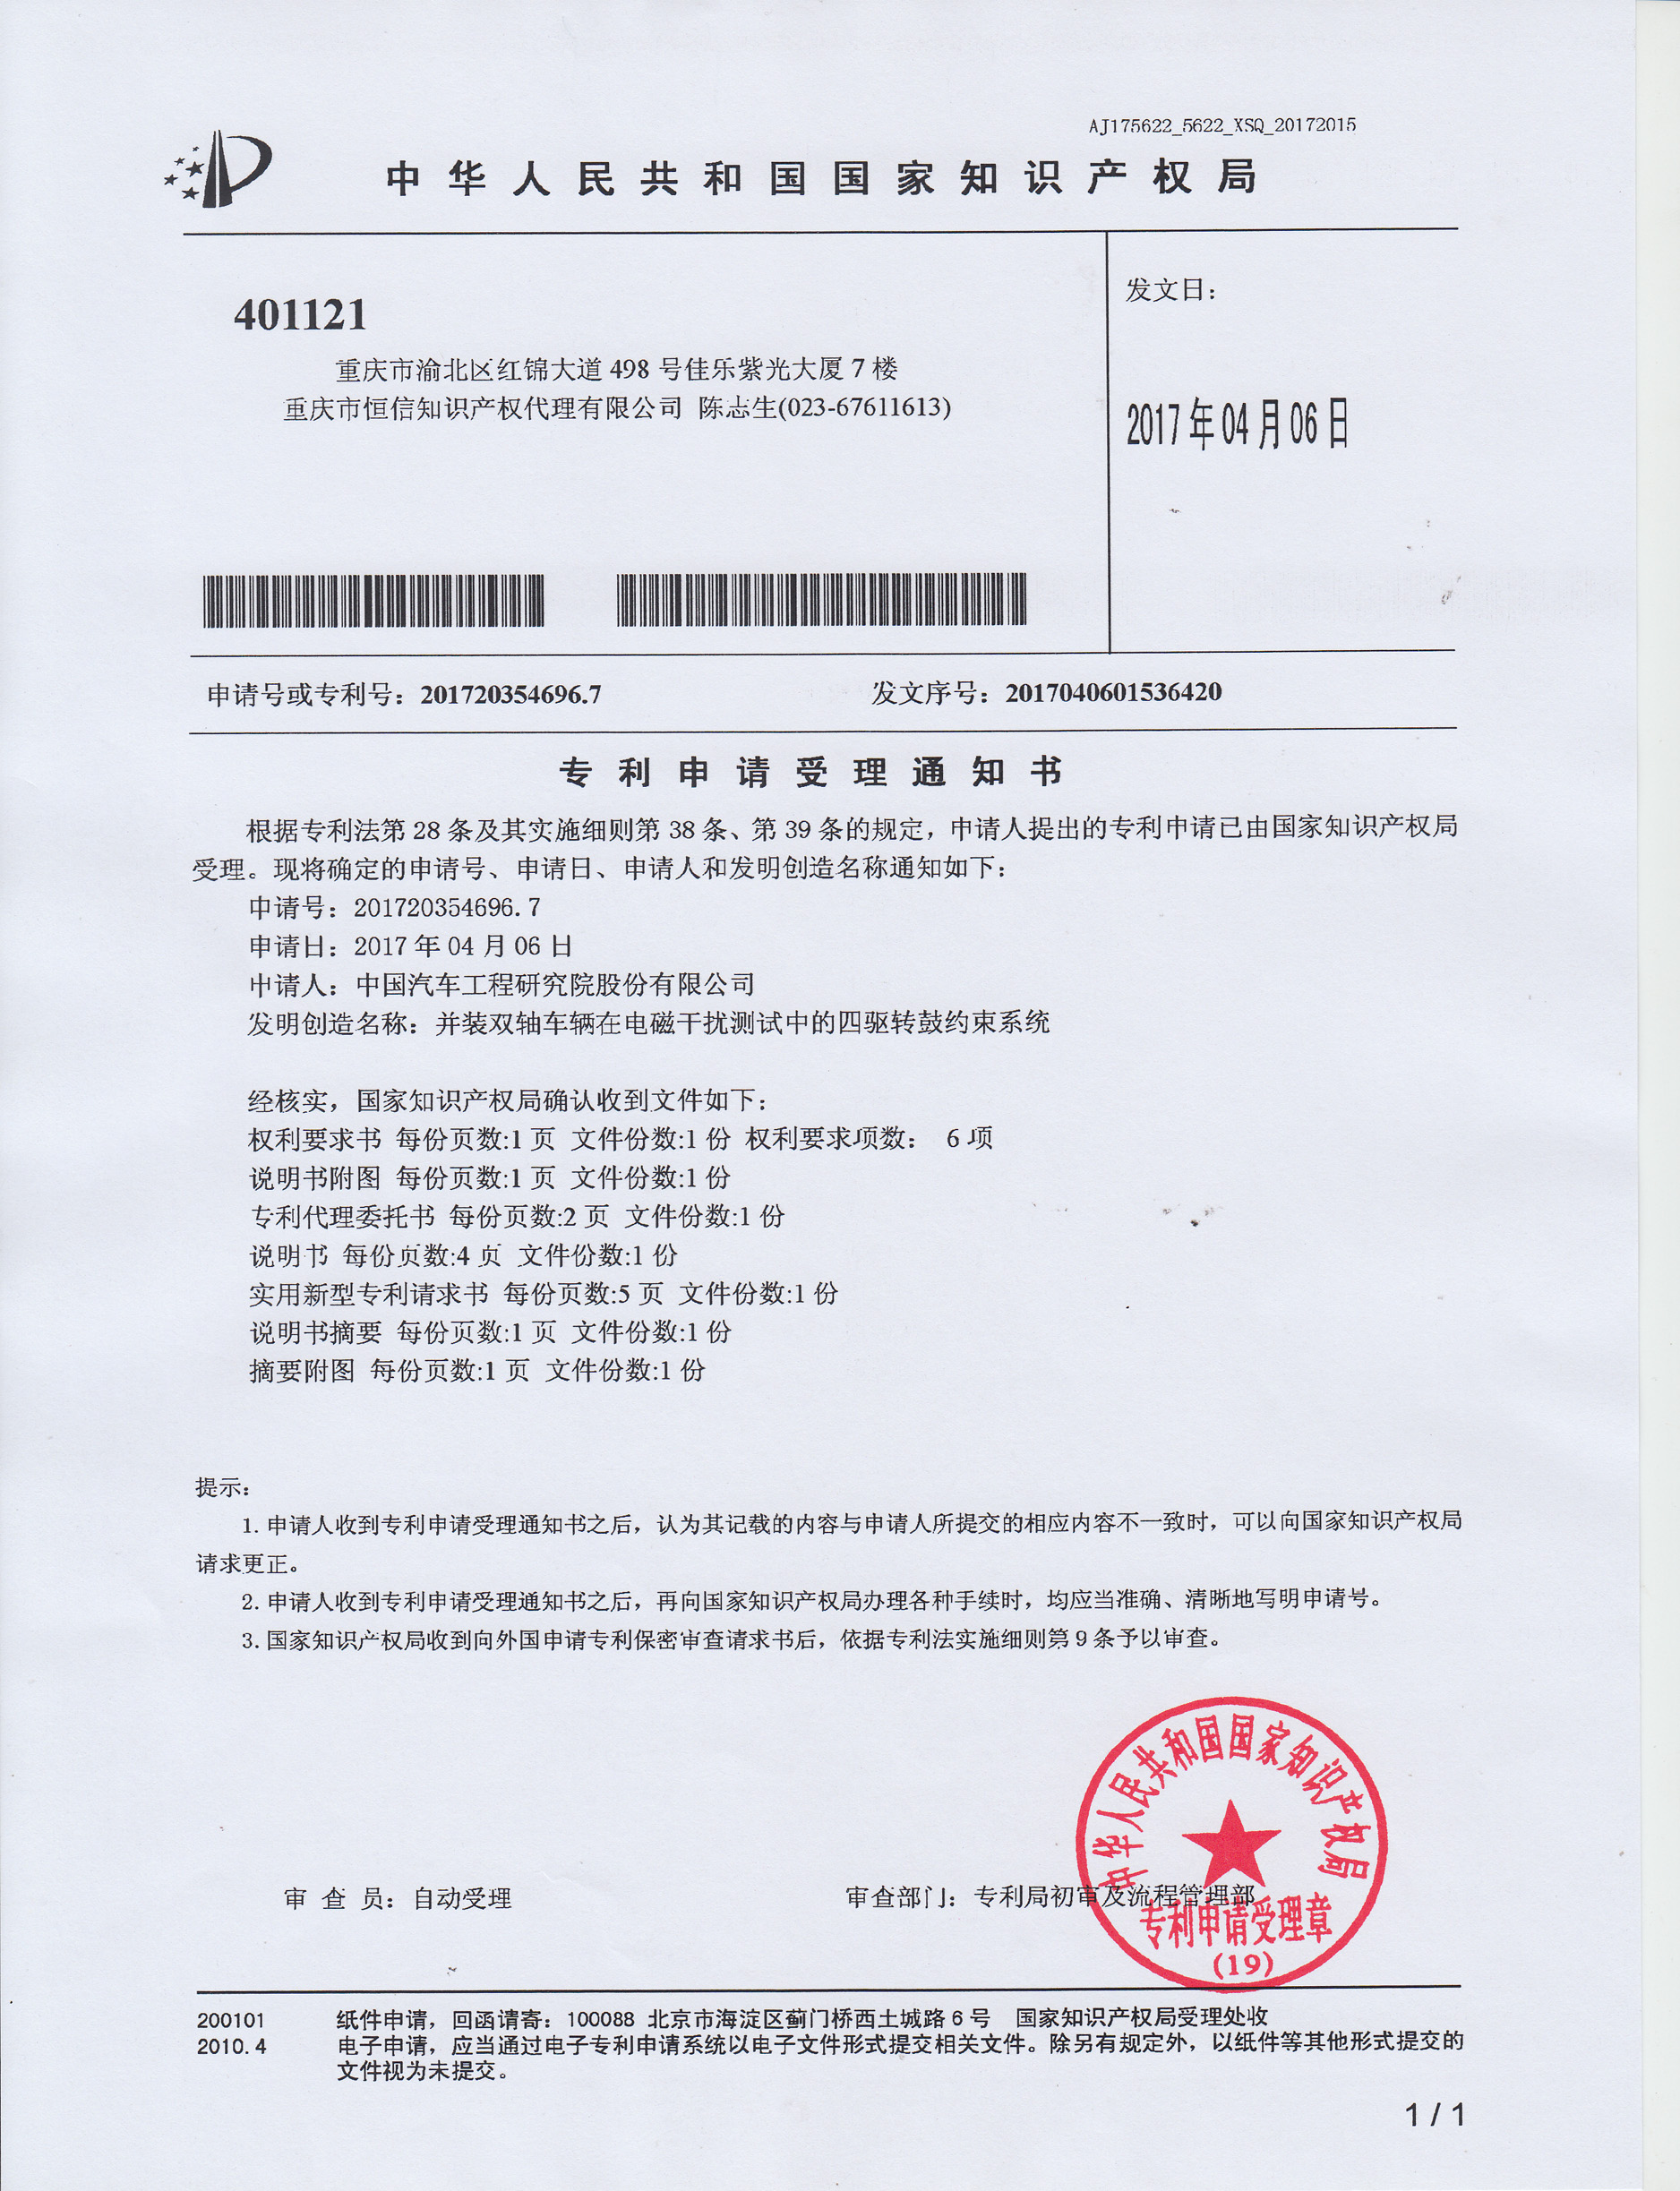 AJ175622_5622_XSQ_20172015
中华人民共和国国家知识产权局
401121
重庆市渝北区红锦大道 498 号佳乐紫光大厦 7 楼
重庆市恒信知识产权代理有限公司 陈志生(023-67611613)
发文日：
2017 年 04 月 06 日
申请号或专利号：201720354696.7
发文序号：2017040601536420
专利申请受理通知书
根据专利法第 28 条及其实施细则第 38 条、第 39 条的规定，申请人提出的专利申请已由国家知识产权局
受理。现将确定的申请号、申请日、申请人和发明创造名称通知如下：
申请号：201720354696.7
申请日：2017 年 04 月 06 日
申请人：中国汽车工程研究院股份有限公司
发明创造名称：并装双轴车辆在电磁干扰测试中的四驱转鼓约束系统
经核实，国家知识产权局确认收到文件如下：
权利要求书 每份页数:1 页 文件份数:1 份 权利要求项数： 6 项
说明书附图 每份页数:1 页 文件份数:1 份
专利代理委托书 每份页数:2 页 文件份数:1 份
说明书 每份页数:4 页 文件份数:1 份
实用新型专利请求书 每份页数:5 页 文件份数:1 份
说明书摘要 每份页数:1 页 文件份数:1 份
摘要附图 每份页数:1 页 文件份数:1 份
提示：
1. 申请人收到专利申请受理通知书之后，认为其记载的内容与申请人所提交的相应内容不一致时，可以向国家知识产权局
请求更正。
2. 申请人收到专利申请受理通知书之后，再向国家知识产权局办理各种手续时，均应当准确、清晰地写明申请号。
3. 国家知识产权局收到向外国申请专利保密审查请求书后，依据专利法实施细则第 9 条予以审查。
中华人民共和国国家知识产权局
审 查 员：自动受理
审查部门：专利局初审及流程管理部
专利申请受理章
(19)
200101 纸件申请，回函请寄：100088 北京市海淀区蓟门桥西土城路 6 号 国家知识产权局受理处收
2010.4 电子申请，应当通过电子专利申请系统以电子文件形式提交相关文件。除另有规定外，以纸件等其他形式提交的
文件视为未提交。
1 / 1